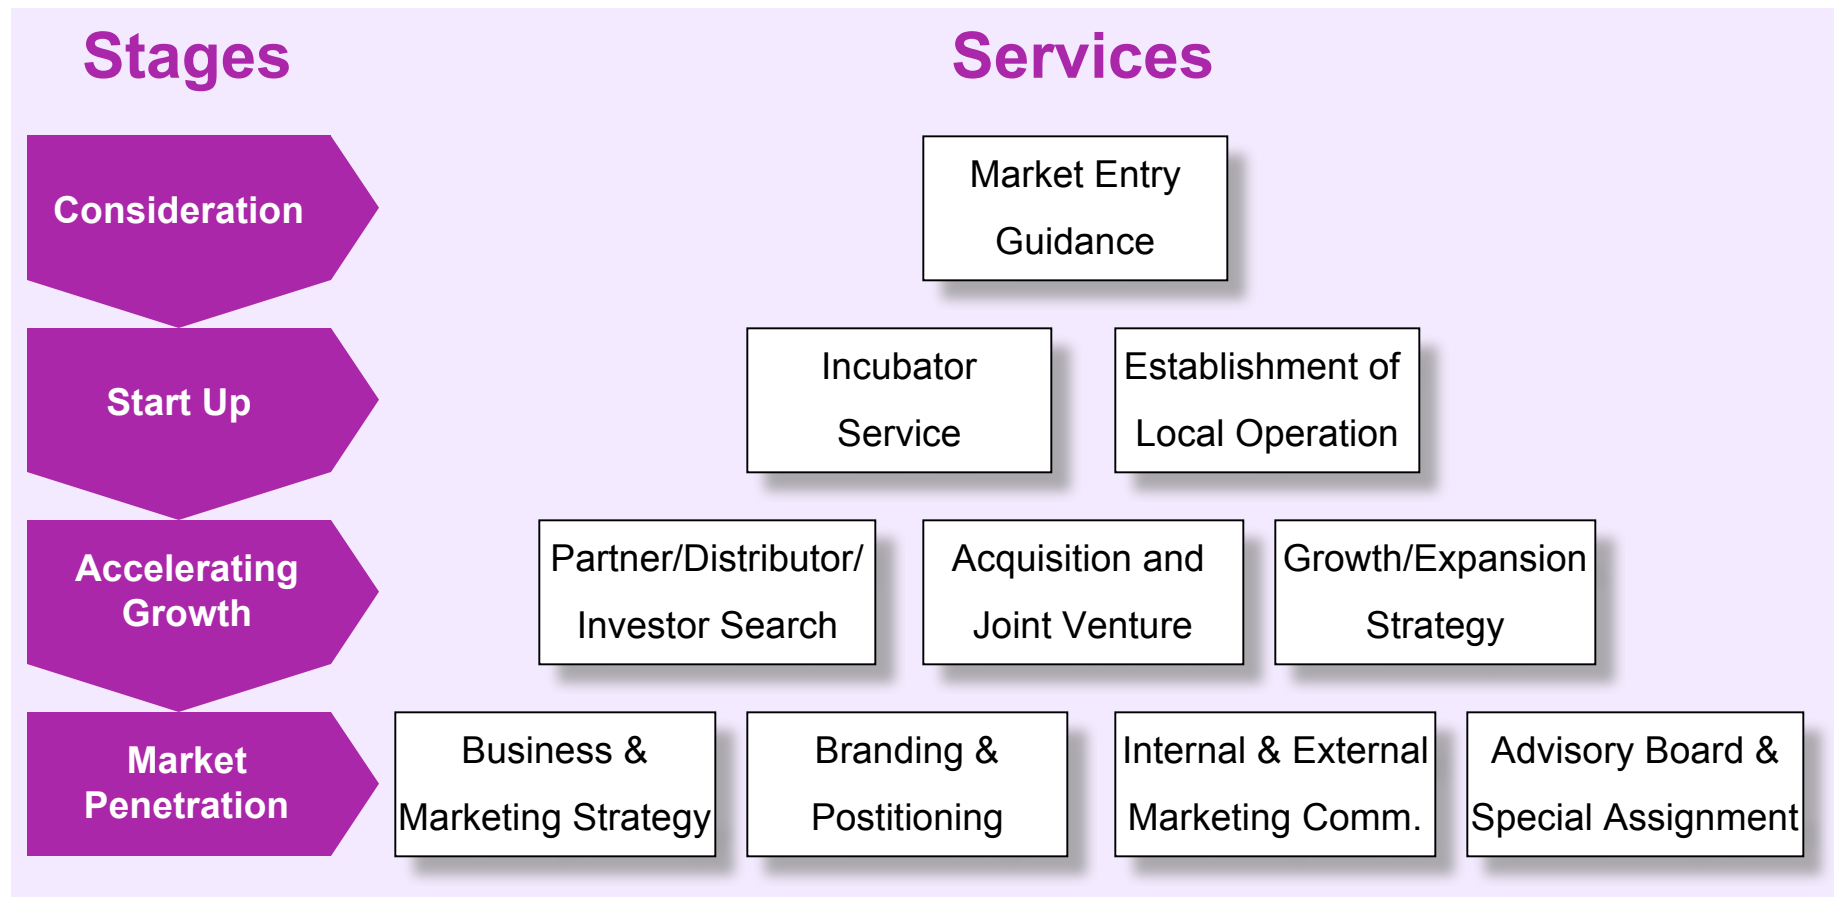 Stages
Services
Consideration
Market Entry
Guidance
Start Up
Incubator
Service
Establishment of
Local Operation
Accelerating
Growth
Partner/Distributor/
Investor Search
Acquisition and
Joint Venture
Growth/Expansion
Strategy
Market
Penetration
Business &
Marketing Strategy
Branding &
Postitioning
Internal & External
Marketing Comm.
Advisory Board &
Special Assignment